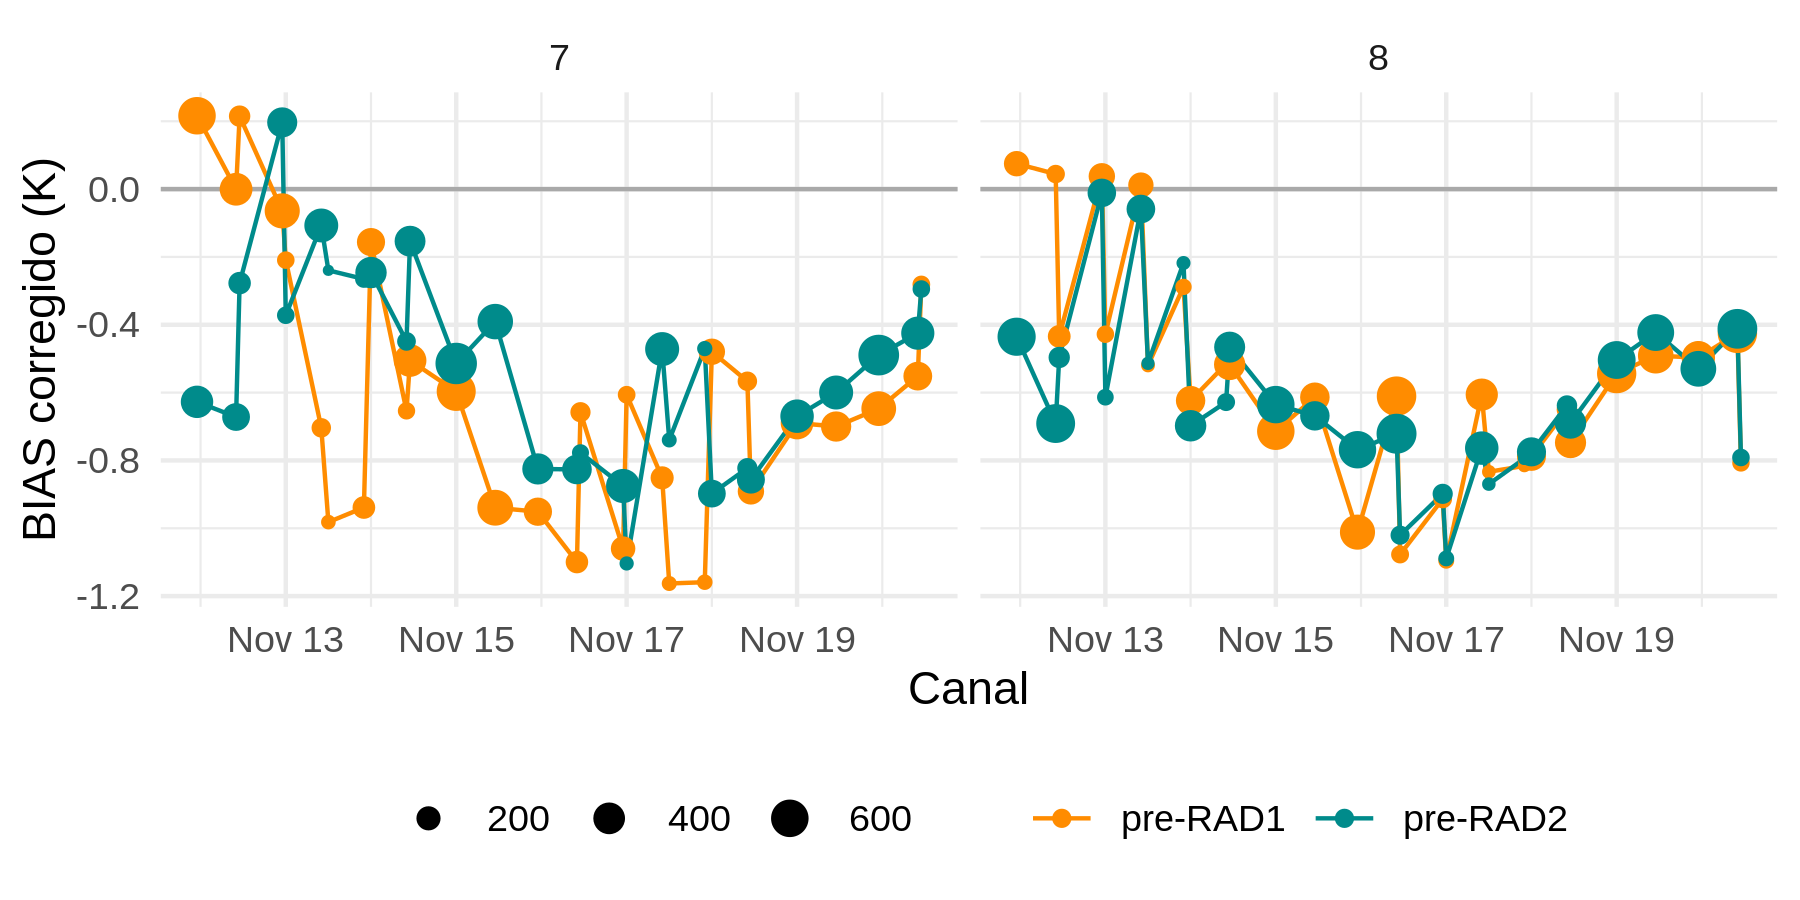 7 8
BIAS corregido (K)
0.0
-0.4
-0.8
-1.2
Nov 13 Nov 15 Nov 17 Nov 19 Nov 13 Nov 15 Nov 17 Nov 19
Canal
200 400 600 pre-RAD1 pre-RAD2